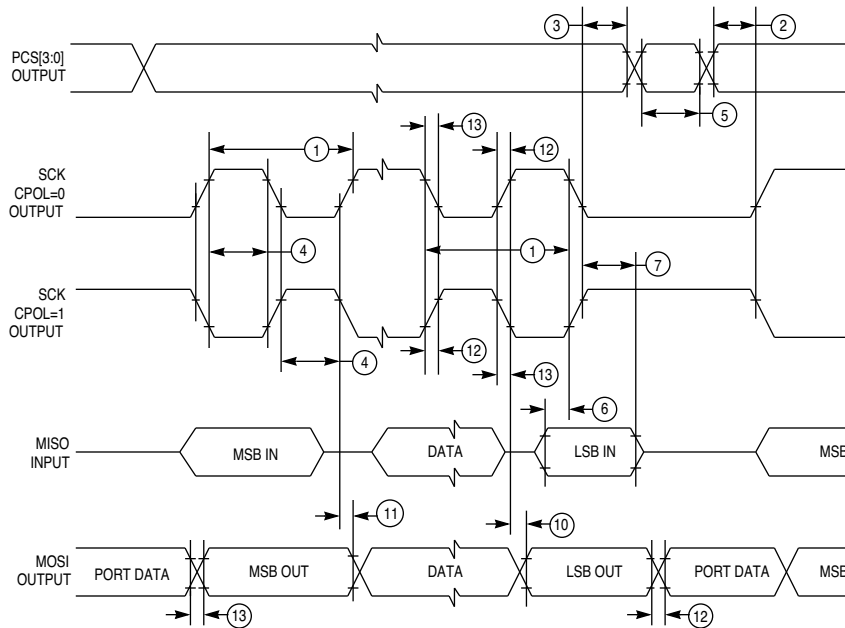 3
2
PCS[3:0]
OUTPUT
5
13
1
12
SCK
CPOL=0
OUTPUT
4
1
7
SCK
CPOL=1
OUTPUT
12
4
13
6
MISO
INPUT
MSB IN
DATA
LSB IN
MSB
11
10
MOSI
OUTPUT
PORT DATA
MSB OUT
DATA
LSB OUT
PORT DATA
MSB
13
12